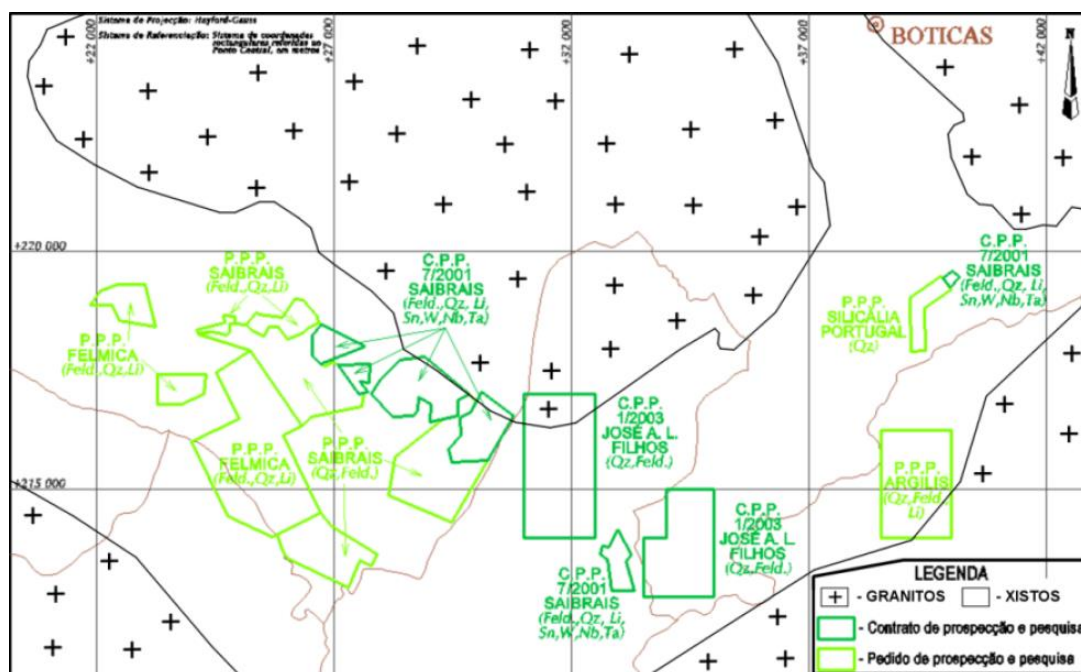 Sistema de Projecção: Hayford-Gauss
Sistema de Referenciação: Sistema de coordenadas
rectangulares referidas ao
Ponto Central, em metros
+22 000
+27 000
+32 000
+37 000
+42 000
BOTICAS
N
+220 000
+215 000
P.P.P.
SAIBRAIS
(Feld.,Qz,Li)
C.P.P.
7/2001
SAIBRAIS
(Feld.,Qz, Li,
Sn,W,Nb,Ta)
C.P.P.
7/2001
SAIBRAIS
(Feld.,Qz, Li,
Sn,W,Nb,Ta)
P.P.P.
SILICÁLIA
PORTUGAL
(Qz)
P.P.P.
FELMICA
(Feld.,Qz,Li)
C.P.P.
1/2003
JOSÉ A. L.
FILHOS
(Qz,Feld.)
P.P.P.
FELMICA
(Feld.,Qz,Li)
P.P.P.
SAIBRAIS
(Qz,Feld.)
P.P.P.
ARGILIS
(Qz,Feld.,
Li)
C.P.P.
1/2003
JOSÉ A. L.
FILHOS
(Qz,Feld.)
C.P.P.
7/2001
SAIBRAIS
(Feld.,Qz, Li,
Sn,W,Nb,Ta)
LEGENDA
- GRANITOS - XISTOS
- Contrato de prospecção e pesquisa
- Pedido de prospecção e pesquisa